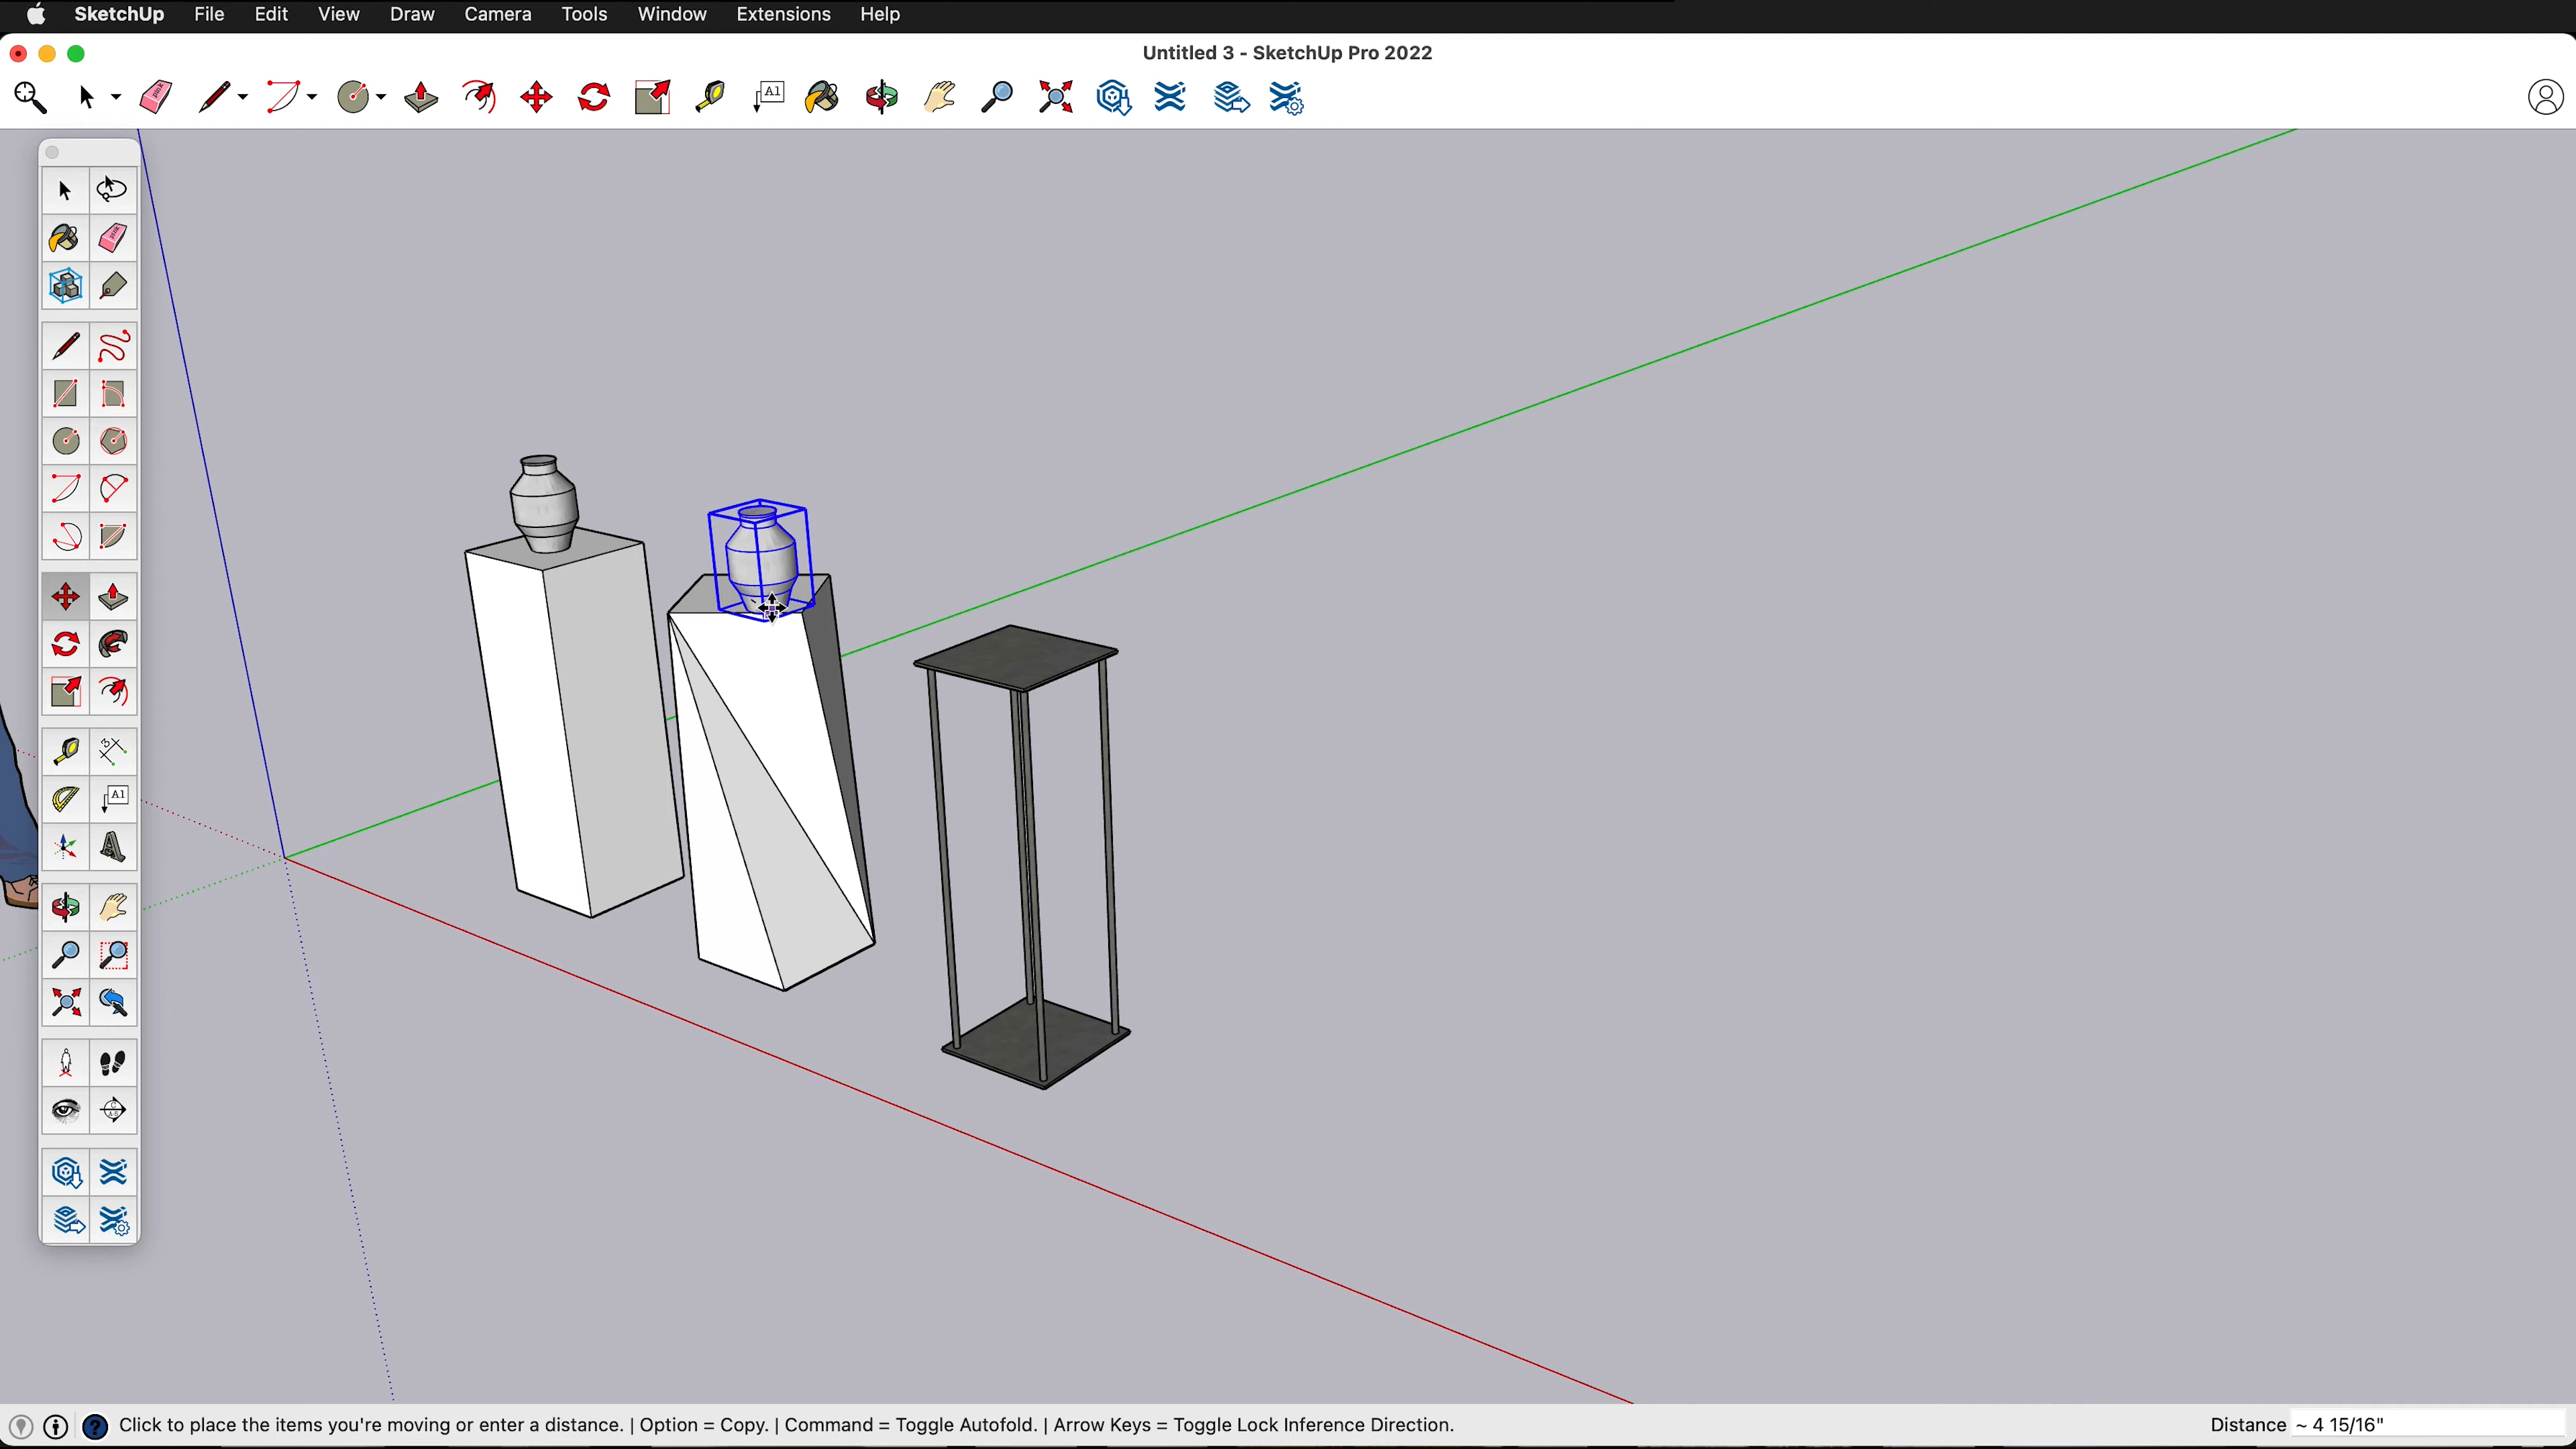 SketchUp File Edit View Draw Camera Tools Window Extensions Help
Untitled 3 - SketchUp Pro 2022
A1
A1
Click to place the items you're moving or enter a distance. | Option = Copy. | Command = Toggle Autofold. | Arrow Keys = Toggle Lock Inference Direction. Distance ~ 4 15/16"